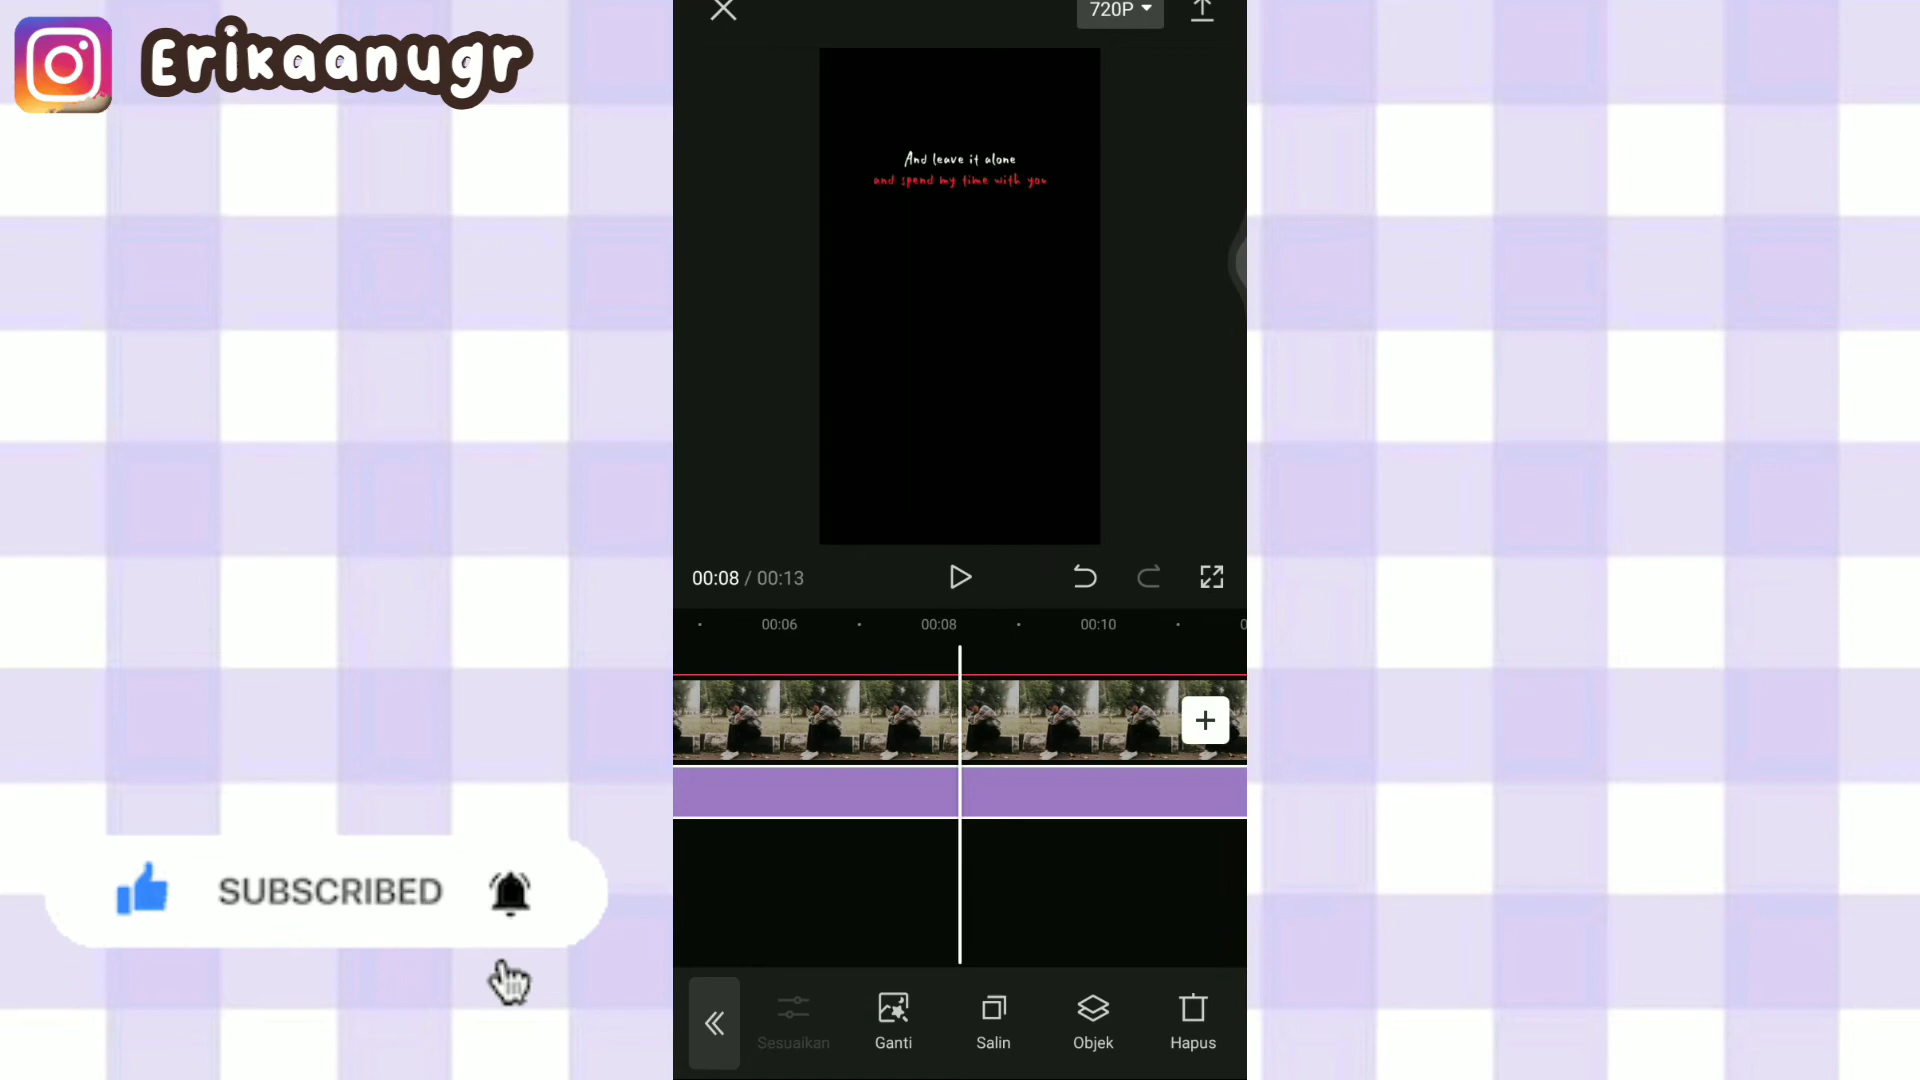 Erikaanugr
720P
And leave it alone
and spend my time with you
00:08 / 00:13
00:06 00:08 00:10 0
SUBSCRIBED
Sesuaikan Ganti Salin Objek Hapus